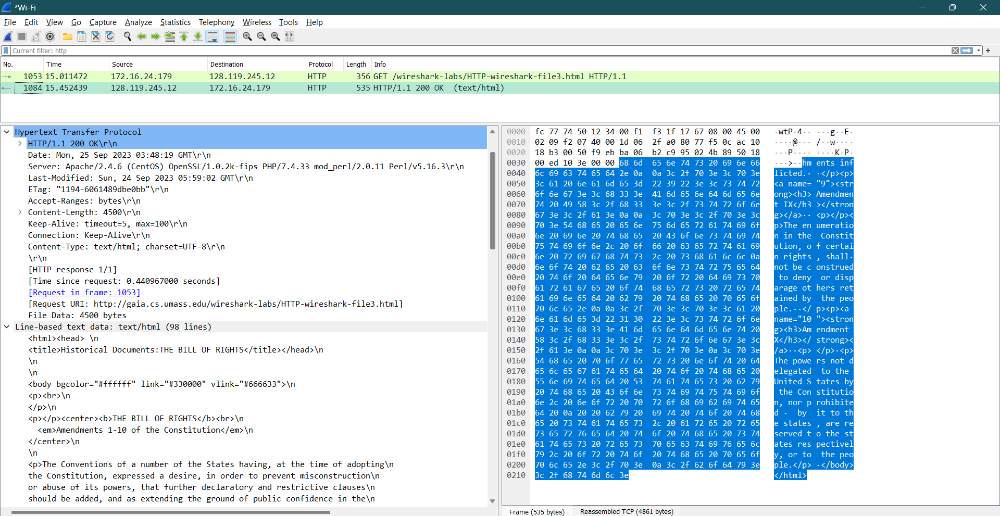 *Wi-Fi
File Edit View Go Capture Analyze Statistics Telephony Wireless Tools Help
Current filter: http
No. Time Source Destination Protocol Length Info
1053 15.011472 172.16.24.179 128.119.245.12 HTTP 356 GET /wireshark-labs/HTTP-wireshark-file3.html HTTP/1.1
1084 15.452439 128.119.245.12 172.16.24.179 HTTP 535 HTTP/1.1 200 OK (text/html)
Hypertext Transfer Protocol
HTTP/1.1 200 OK\r\n
Date: Mon, 25 Sep 2023 03:48:19 GMT\r\n
Server: Apache/2.4.6 (CentOS) OpenSSL/1.0.2k-fips PHP/7.4.33 mod_perl/2.0.11 Perl/v5.16.3\r\n
Last-Modified: Sun, 24 Sep 2023 05:59:02 GMT\r\n
ETag: "1194-6061489dbe0bb"\r\n
Accept-Ranges: bytes\r\n
Content-Length: 4500\r\n
Keep-Alive: timeout=5, max=100\r\n
Connection: Keep-Alive\r\n
Content-Type: text/html; charset=UTF-8\r\n
\r\n
[HTTP response 1/1]
[Time since request: 0.440967000 seconds]
[Request in frame: 1053]
[Request URI: http://gaia.cs.umass.edu/wireshark-labs/HTTP-wireshark-file3.html]
File Data: 4500 bytes
Line-based text data: text/html (98 lines)
<html><head> \n
<title>Historical Documents:THE BILL OF RIGHTS</title></head>\n
\n
\n
<body bgcolor="#ffffff" link="#330000" vlink="#666633">\n
<p><br>\n
</p>\n
<p></p><center><b>THE BILL OF RIGHTS</b><br>\n
<em>Amendments 1-10 of the Constitution</em>\n
</center>\n
\n
<p>The Conventions of a number of the States having, at the time of adopting\n
the Constitution, expressed a desire, in order to prevent misconstruction\n
or abuse of its powers, that further declaratory and restrictive clauses\n
should be added, and as extending the ground of public confidence in the\n
0000 fc 77 74 50 12 34 00 f1 f3 1f 17 67 08 00 45 00 ·wtP·4·· ···g··E·
0010 02 09 f2 07 40 00 1d 06 2f a0 80 77 f5 0c ac 10 ····@··· /··w····
0020 18 b3 00 50 f9 eb ba 06 b2 c9 95 02 4b 89 50 18 ···P···· ····K·P·
0030 00 ed 10 3e 00 00 68 6d 65 6e 74 73 20 69 6e 66 ···>··hm ents inf
0040 6c 69 63 74 65 64 2e 0a 0a 3c 2f 70 3e 3c 70 3e licted.· ·</p><p>
0050 3c 61 20 6e 61 6d 65 3d 22 39 22 3e 3c 73 74 72 <a name= "9"><str
0060 6f 6e 67 3e 3c 68 33 3e 41 6d 65 6e 64 6d 65 6e ong><h3> Amendmen
0070 74 20 49 58 3c 2f 68 33 3e 3c 2f 73 74 72 6f 6e t IX</h3 ></stron
0080 67 3e 3c 2f 61 3e 0a 0a 3c 70 3e 3c 2f 70 3e 3c g></a>·· <p></p><
0090 70 3e 54 68 65 20 65 6e 75 6d 65 72 61 74 69 6f p>The en umeratio
00a0 6e 20 69 6e 20 74 68 65 20 43 6f 6e 73 74 69 74 n in the  Constit
00b0 75 74 69 6f 6e 2c 20 6f 66 20 63 65 72 74 61 69 ution, o f certai
00c0 6e 20 72 69 67 68 74 73 2c 20 73 68 61 6c 6c 0a n rights , shall·
00d0 6e 6f 74 20 62 65 20 63 6f 6e 73 74 72 75 65 64 not be c onstrued
00e0 20 74 6f 20 64 65 6e 79 20 6f 72 20 64 69 73 70 to deny  or disp
00f0 61 72 61 67 65 20 6f 74 68 65 72 73 20 72 65 74 arage ot hers ret
0100 61 69 6e 65 64 20 62 79 20 74 68 65 20 70 65 6f ained by  the peo
0110 70 6c 65 2e 0a 0a 3c 2f 70 3e 3c 70 3e 3c 61 20 ple.··</ p><p><a
0120 6e 61 6d 65 3d 22 31 30 22 3e 3c 73 74 72 6f 6e name="10 "><stron
0130 67 3e 3c 68 33 3e 41 6d 65 6e 64 6d 65 6e 74 20 g><h3>Am endment
0140 58 3c 2f 68 33 3e 3c 2f 73 74 72 6f 6e 67 3e 3c X</h3></ strong><
0150 2f 61 3e 0a 0a 3c 70 3e 3c 2f 70 3e 0a 3c 70 3e /a>··<p> </p>·<p>
0160 54 68 65 20 70 6f 77 65 72 73 20 6e 6f 74 20 64 The powe rs not d
0170 65 6c 65 67 61 74 65 64 20 74 6f 20 74 68 65 20 elegated  to the
0180 55 6e 69 74 65 64 20 53 74 61 74 65 73 20 62 79 United S tates by
0190 20 74 68 65 20 43 6f 6e 73 74 69 74 75 74 69 6f the Con stitutio
01a0 6e 2c 20 6e 6f 72 20 70 72 6f 68 69 62 69 74 65 n, nor p rohibite
01b0 64 20 0a 20 20 62 79 20 69 74 20 74 6f 20 74 68 d ·  by  it to th
01c0 65 20 73 74 61 74 65 73 2c 20 61 72 65 20 72 65 e states , are re
01d0 73 65 72 76 65 64 20 74 6f 20 74 68 65 20 73 74 served t o the st
01e0 61 74 65 73 20 72 65 73 70 65 63 74 69 76 65 6c ates res pectivel
01f0 79 2c 20 6f 72 20 74 6f 20 74 68 65 20 70 65 6f y, or to  the peo
0200 70 6c 65 2e 3c 2f 70 3e 0a 3c 2f 62 6f 64 79 3e ple.</p> ·</body>
0210 3c 2f 68 74 6d 6c 3e </html>
Frame (535 bytes) Reassembled TCP (4861 bytes)